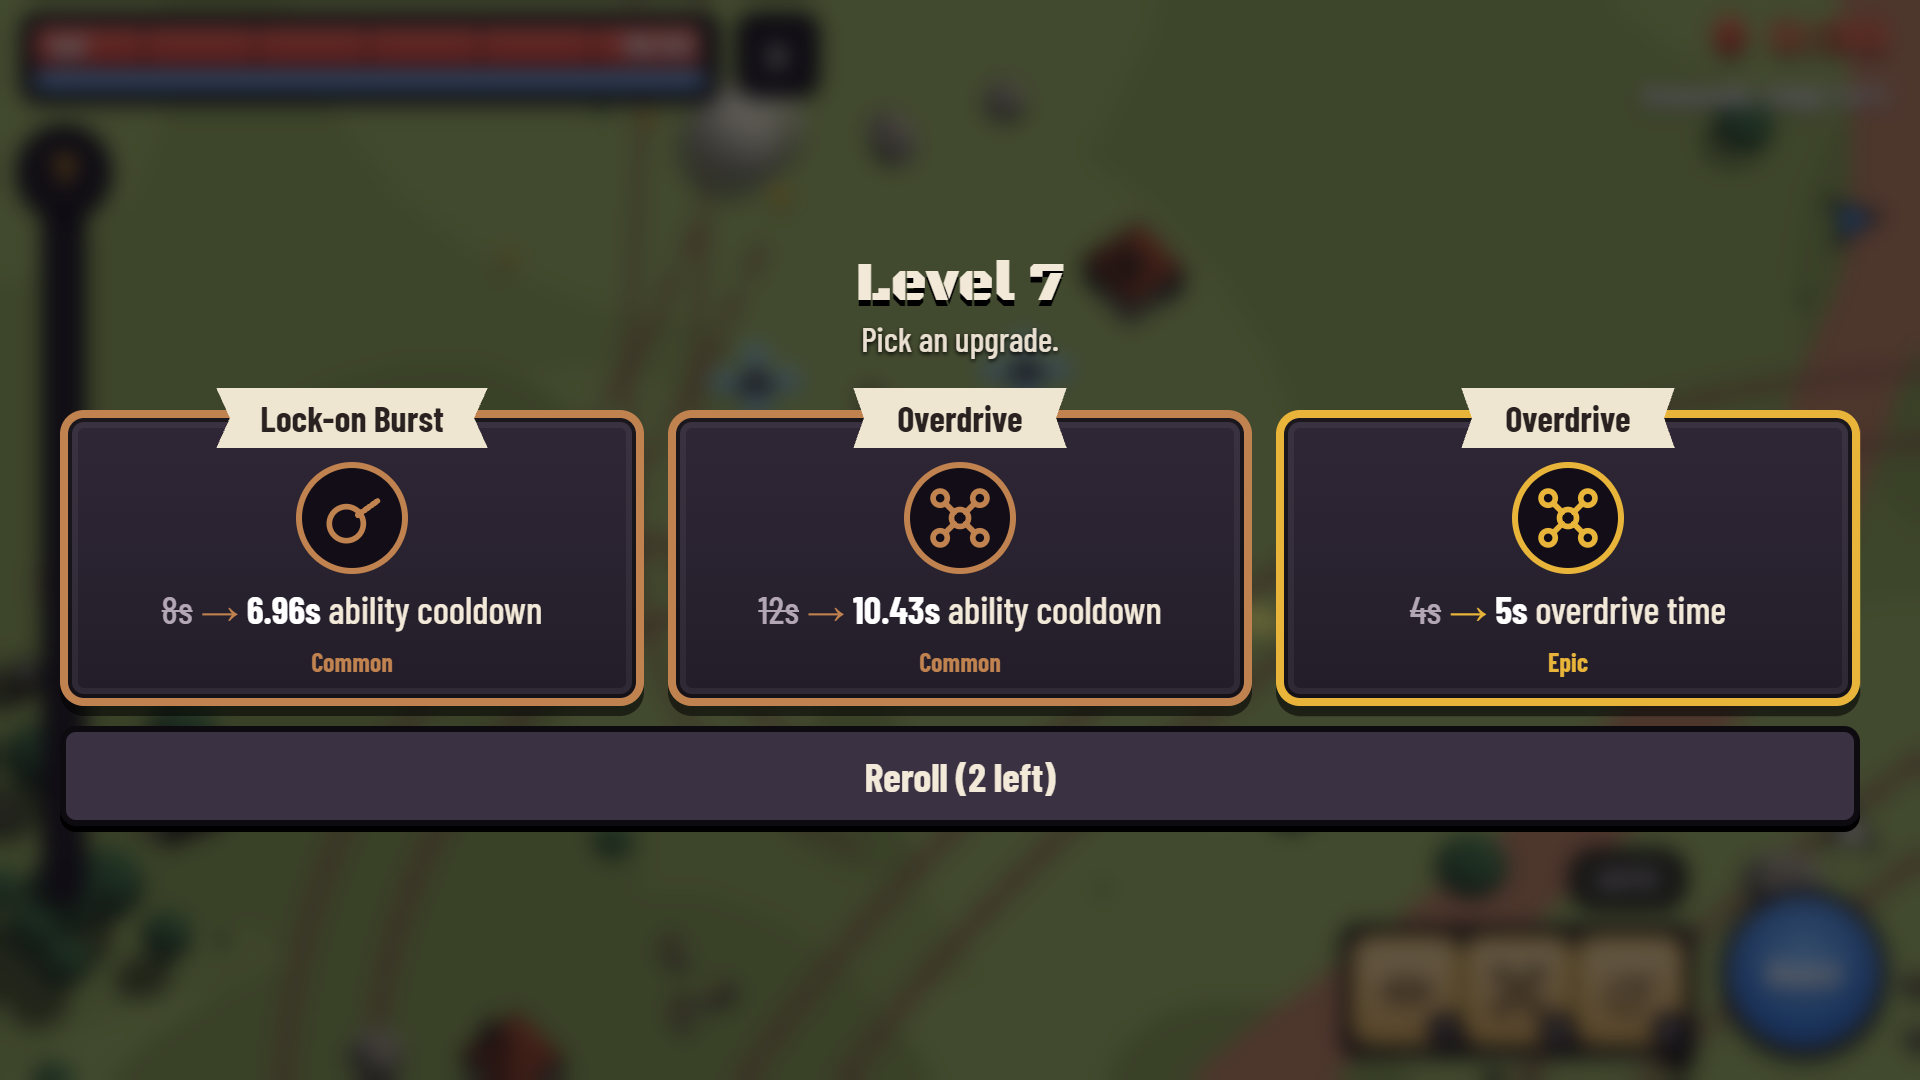 Level 7
Pick an upgrade.
Lock-on Burst
8s → 6.96s ability cooldown
Common
Overdrive
12s → 10.43s ability cooldown
Common
Overdrive
4s → 5s overdrive time
Epic
Reroll (2 left)